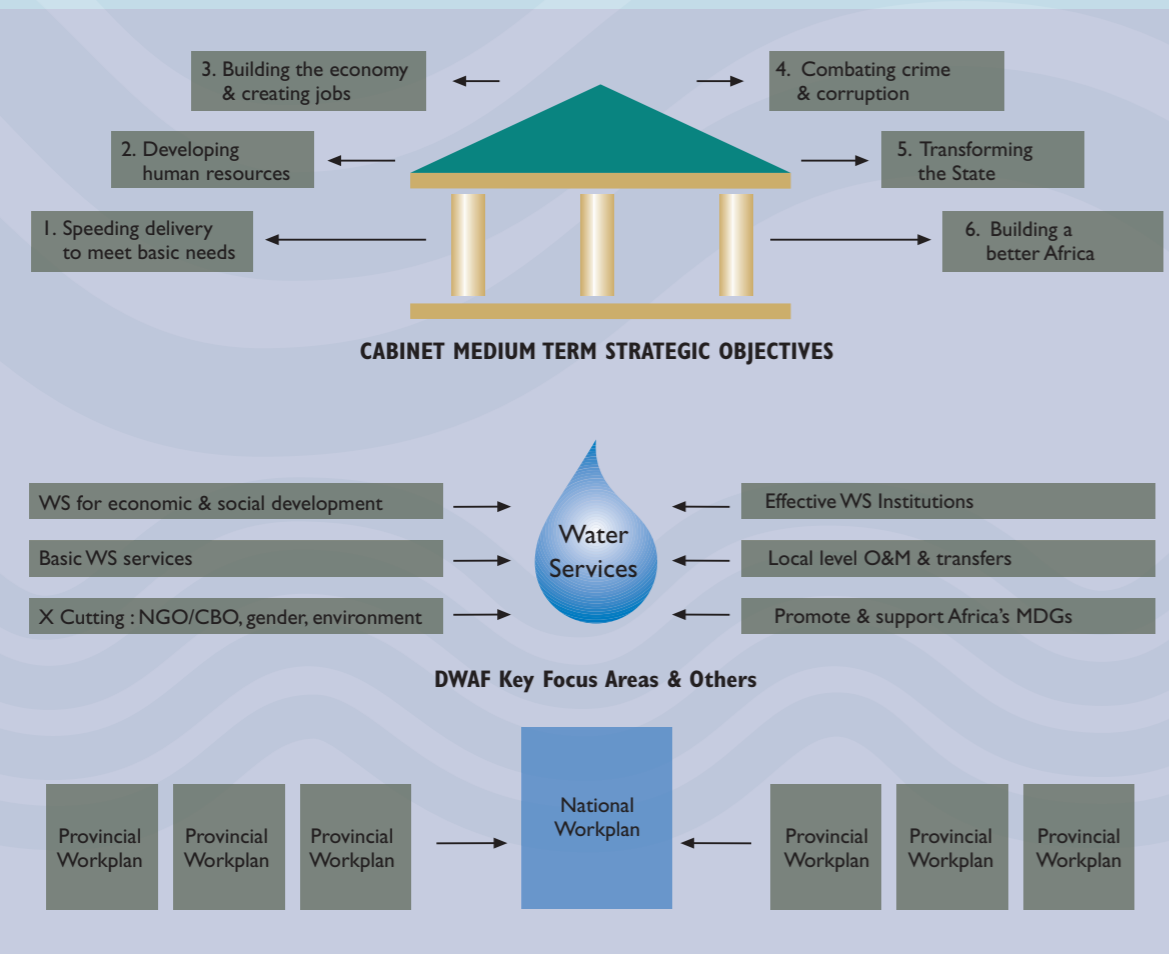 3. Building the economy
& creating jobs
4. Combating crime
& corruption
2. Developing
human resources
5. Transforming
the State
1. Speeding delivery
to meet basic needs
6. Building a
better Africa
CABINET MEDIUM TERM STRATEGIC OBJECTIVES
WS for economic & social development
Basic WS services
X Cutting : NGO/CBO, gender, environment
Water
Services
Effective WS Institutions
Local level O&M & transfers
Promote & support Africa's MDGs
DWAF Key Focus Areas & Others
Provincial
Workplan
Provincial
Workplan
Provincial
Workplan
National
Workplan
Provincial
Workplan
Provincial
Workplan
Provincial
Workplan